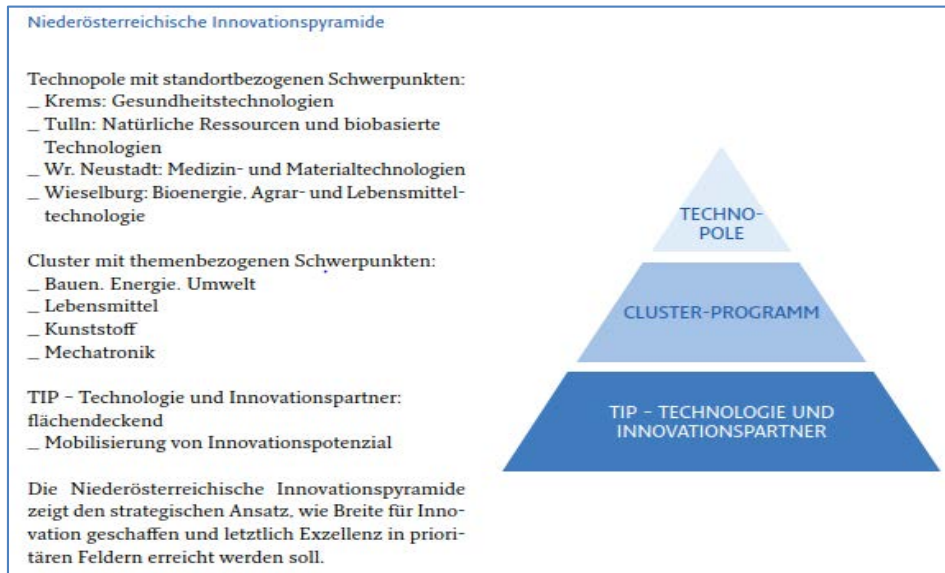 Niederösterreichische Innovationspyramide
Technopole mit standortbezogenen Schwerpunkten:
_ Krems: Gesundheitstechnologien
_ Tulln: Natürliche Ressourcen und biobasierte
Technologien
_ Wr. Neustadt: Medizin- und Materialtechnologien
_ Wieselburg: Bioenergie, Agrar- und Lebensmittel-
technologie
Cluster mit themenbezogenen Schwerpunkten:
_ Bauen. Energie. Umwelt
_ Lebensmittel
_ Kunststoff
_ Mechatronik
TIP – Technologie und Innovationspartner:
flächendeckend
_ Mobilisierung von Innovationspotenzial
Die Niederösterreichische Innovationspyramide
zeigt den strategischen Ansatz, wie Breite für Inno-
vation geschaffen und letztlich Exzellenz in priori-
tären Feldern erreicht werden soll.
TECHNO-
POLE
CLUSTER-PROGRAMM
TIP – TECHNOLOGIE UND
INNOVATIONSPARTNER